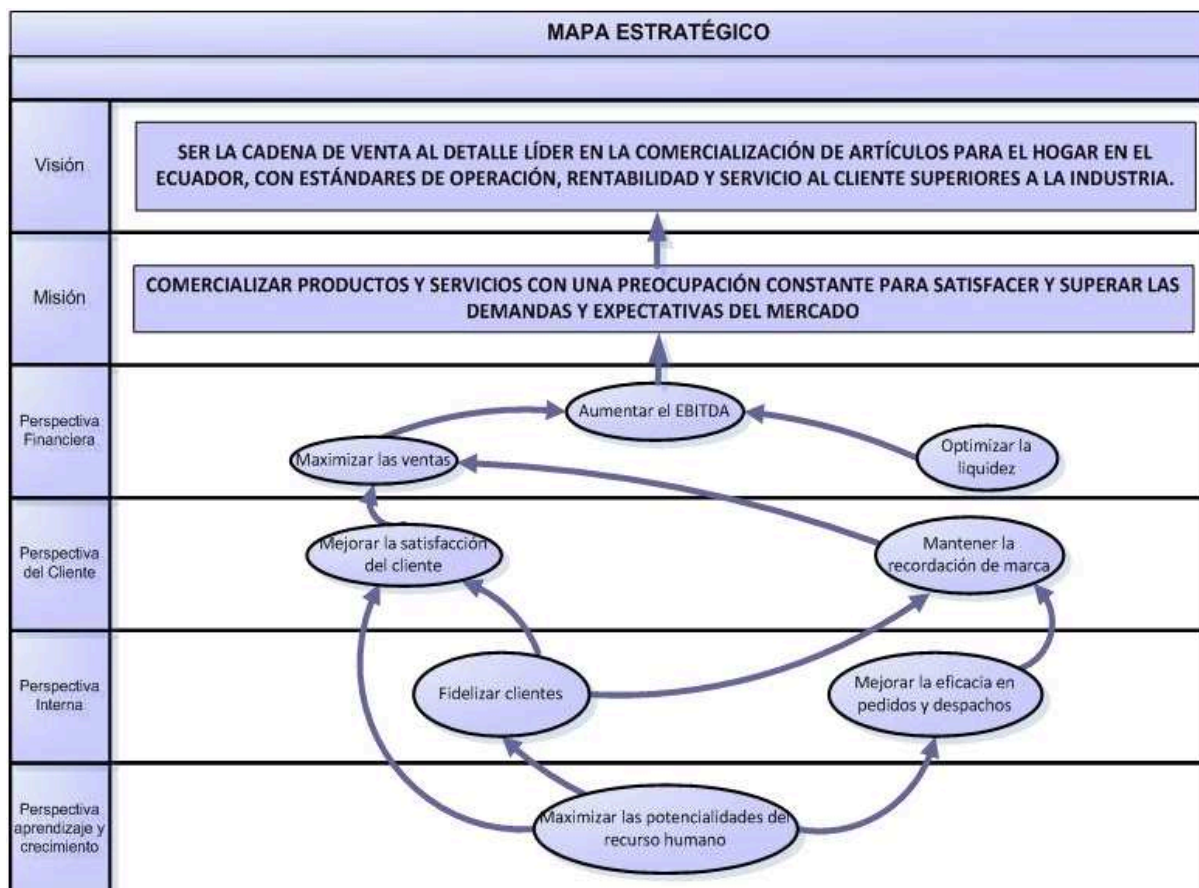 MAPA ESTRATÉGICO
Visión
SER LA CADENA DE VENTA AL DETALLE LÍDER EN LA COMERCIALIZACIÓN DE ARTÍCULOS PARA EL HOGAR EN EL
ECUADOR, CON ESTÁNDARES DE OPERACIÓN, RENTABILIDAD Y SERVICIO AL CLIENTE SUPERIORES A LA INDUSTRIA.
Misión
COMERCIALIZAR PRODUCTOS Y SERVICIOS CON UNA PREOCUPACIÓN CONSTANTE PARA SATISFACER Y SUPERAR LAS
DEMANDAS Y EXPECTATIVAS DEL MERCADO
Perspectiva
Financiera
Aumentar el EBITDA
Maximizar las ventas
Optimizar la
liquidez
Perspectiva
del Cliente
Mejorar la satisfacción
del cliente
Mantener la
recordación de marca
Perspectiva
Interna
Fidelizar clientes
Mejorar la eficacia en
pedidos y despachos
Perspectiva
aprendizaje y
crecimiento
Maximizar las potencialidades del
recurso humano